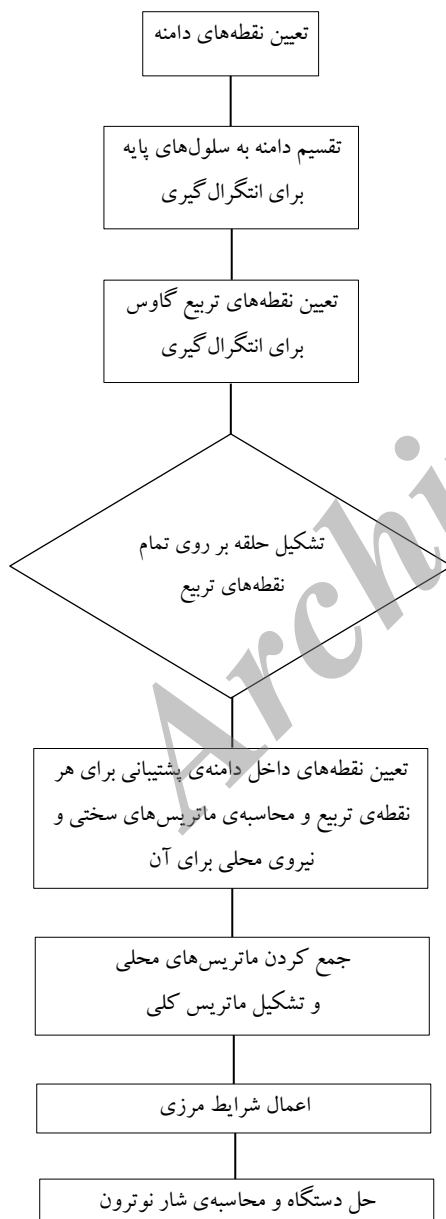 تعیین نقطه‌های دامنه
تقسیم دامنه به سلول‌های پایه
برای انتگرال‌گیری
تعیین نقطه‌های تربیع گاوس
برای انتگرال‌گیری
تشکیل حلقه بر روی تمام
نقطه‌های تربیع
تعیین نقطه‌های داخل دامنه‌ی پشتیبانی برای هر
نقطه‌ی تربیع و محاسبه‌ی ماتریس‌های سختی و
نیروی محلی برای آن
جمع کردن ماتریس‌های محلی
و تشکیل ماتریس کلی
اعمال شرایط مرزی
حل دستگاه و محاسبه‌ی شار نوترون